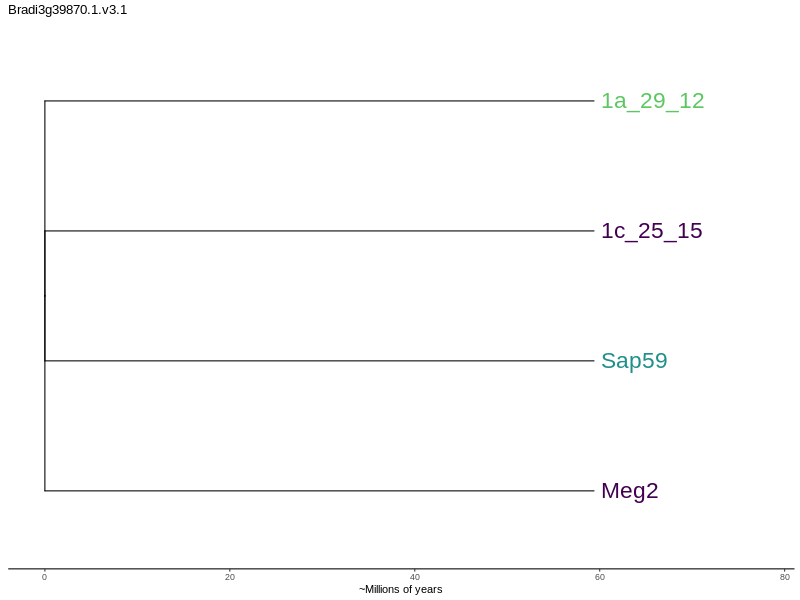 Bradi3g39870.1.v3.1
1a_29_12
1c_25_15
Sap59
Meg2
0 20 40 60 80
~Millions of years